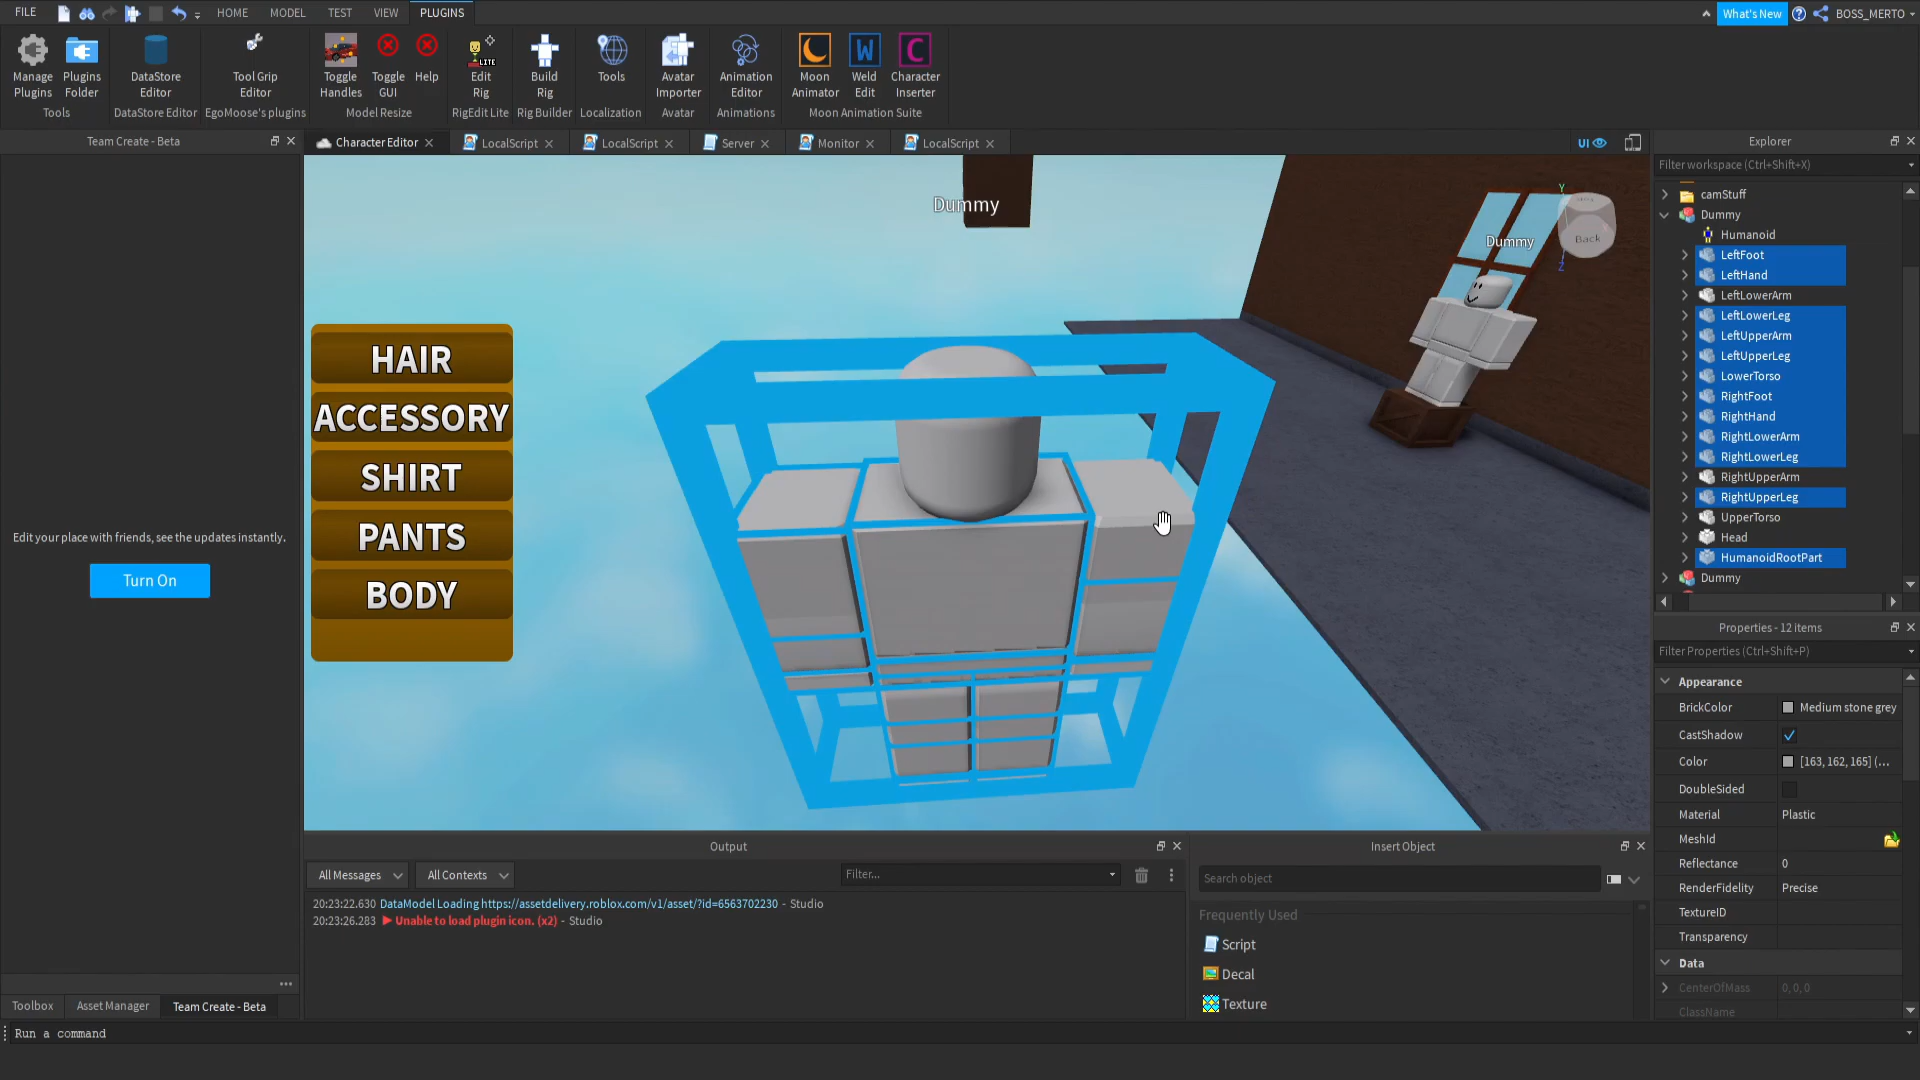 FILE
HOME
MODEL
TEST
VIEW
PLUGINS
What's New
BOSS_MERTO
Manage Plugins
Plugins Folder
Tools
DataStore Editor
DataStore Editor
Tool Grip Editor
EgoMoose's plugins
Toggle Handles
Toggle GUI
Help
Model Resize
LITE
Edit Rig
RigEdit Lite
Build Rig
Rig Builder
Tools
Localization
Avatar Importer
Avatar
Animation Editor
Animations
Moon Animator
W
Weld Edit
C
Character Inserter
Moon Animation Suite
Team Create - Beta
Edit your place with friends, see the updates instantly.
Turn On
Toolbox
Asset Manager
Team Create - Beta
Character Editor
LocalScript
LocalScript
Server
Monitor
LocalScript
UI
Dummy
Dummy
Y
Back
Z
HAIR
ACCESSORY
SHIRT
PANTS
BODY
Output
All Messages
All Contexts
Filter...
20:23:22.630 DataModel Loading https://assetdelivery.roblox.com/v1/asset/?id=6563702230 - Studio
20:23:26.283 Unable to load plugin icon. (x2) - Studio
Insert Object
Search object
Frequently Used
Script
Decal
Texture
Explorer
Filter workspace (Ctrl+Shift+X)
camStuff
Dummy
Humanoid
LeftFoot
LeftHand
LeftLowerArm
LeftLowerLeg
LeftUpperArm
LeftUpperLeg
LowerTorso
RightFoot
RightHand
RightLowerArm
RightLowerLeg
RightUpperArm
RightUpperLeg
UpperTorso
Head
HumanoidRootPart
Dummy
Properties - 12 items
Filter Properties (Ctrl+Shift+P)
Appearance
BrickColor Medium stone grey
CastShadow
Color [163, 162, 165] (...
DoubleSided
Material Plastic
MeshId
Reflectance 0
RenderFidelity Precise
TextureID
Transparency
Data
CenterOfMass 0, 0, 0
ClassName
Run a command